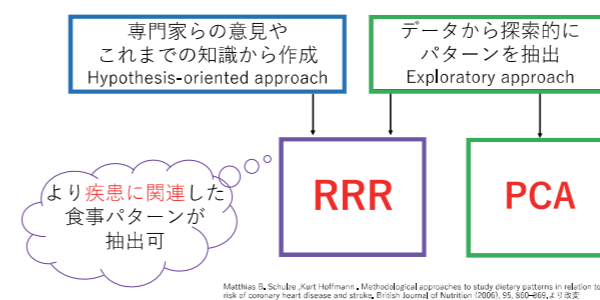 専門家らの意見や
これまでの知識から作成
Hypothesis-oriented approach
データから探索的に
パターンを抽出
Exploratory approach
RRR
PCA
より疾患に関連した
食事パターンが
抽出可
Matthias B. Schulze ,Kurt Hoffmann . Methodological approaches to study dietary patterns in relation to
risk of coronary heart disease and stroke, British Journal of Nutrition (2006), 95, 860–869,より改変